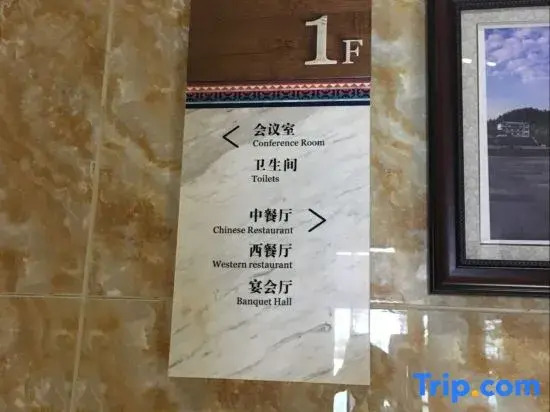 1F
<
会议室
Conference Room
卫生间
Toilets
中餐厅
Chinese Restaurant
>
西餐厅
Western restaurant
宴会厅
Banquet Hall
Trip.com